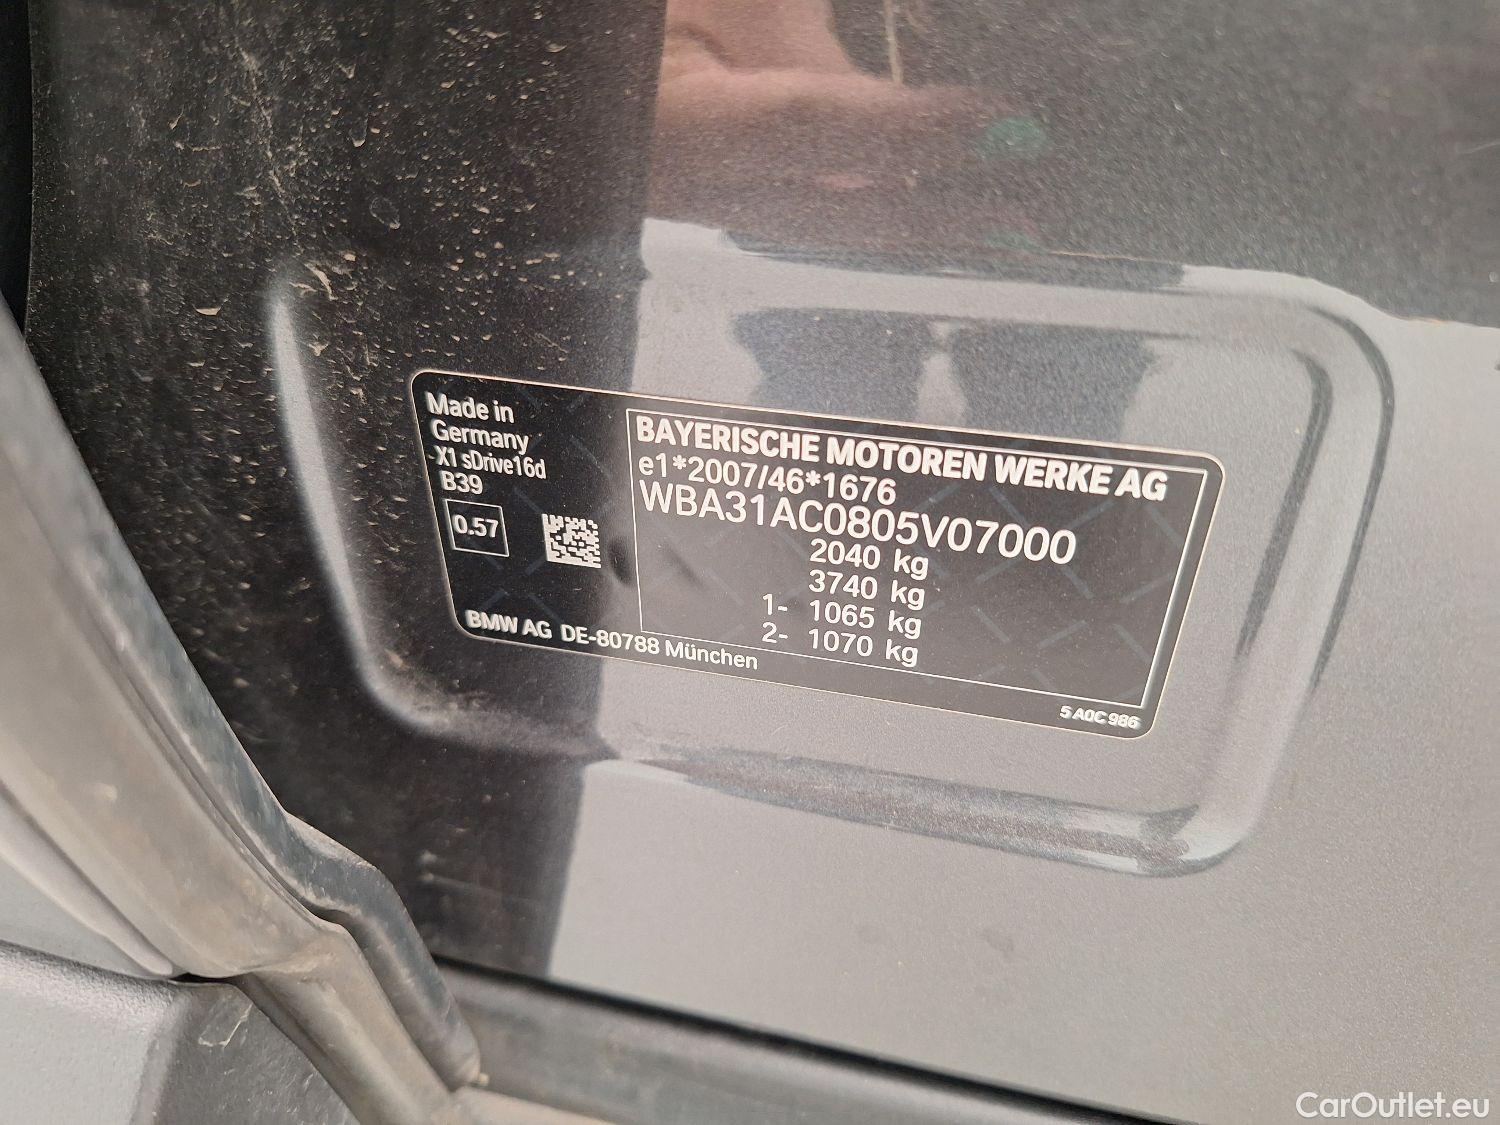 Made in
Germany
X1 sDrive16d
B39
0.57
BMW AG DE-80788 München
BAYERISCHE MOTOREN WERKE AG
e1*2007/46*1676
WBA31AC0805V07000
2040 kg
3740 kg
1- 1065 kg
2- 1070 kg
5 A0C 986
CarOutlet.eu